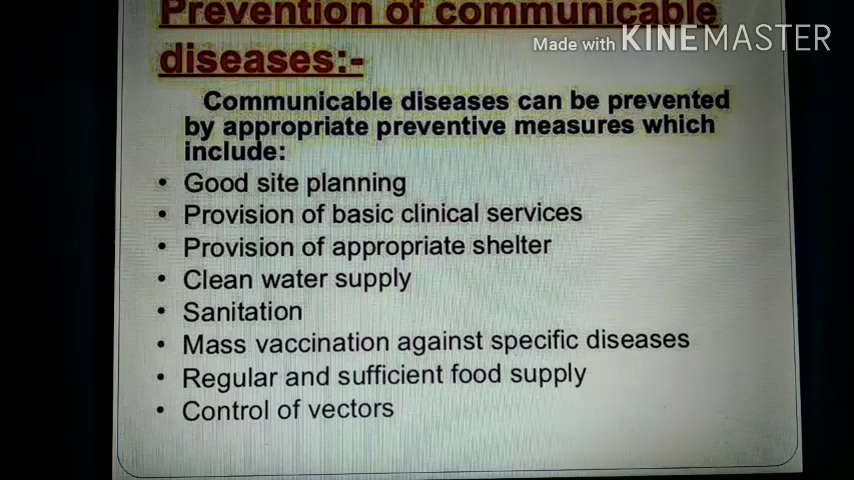 Prevention of communicable
Made with KINEMASTER
diseases:-
Communicable diseases can be prevented
by appropriate preventive measures which
include:
• Good site planning
• Provision of basic clinical services
• Provision of appropriate shelter
• Clean water supply
• Sanitation
• Mass vaccination against specific diseases
• Regular and sufficient food supply
• Control of vectors